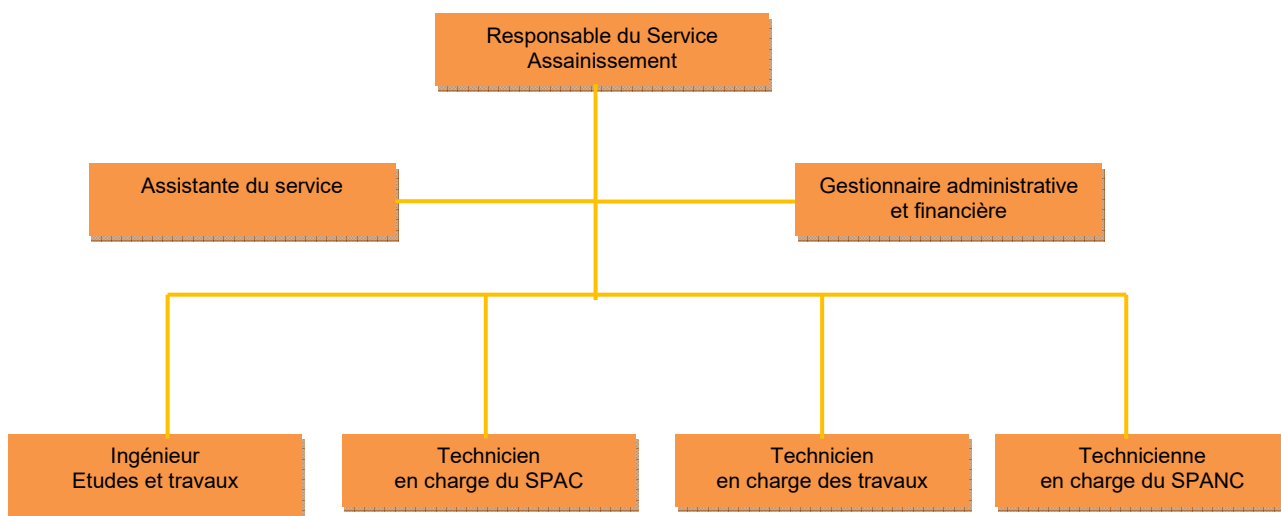 Responsable du Service
Assainissement
Assistante du service
Gestionnaire administrative
et financière
Ingénieur
Etudes et travaux
Technicien
en charge du SPAC
Technicien
en charge des travaux
Technicienne
en charge du SPANC